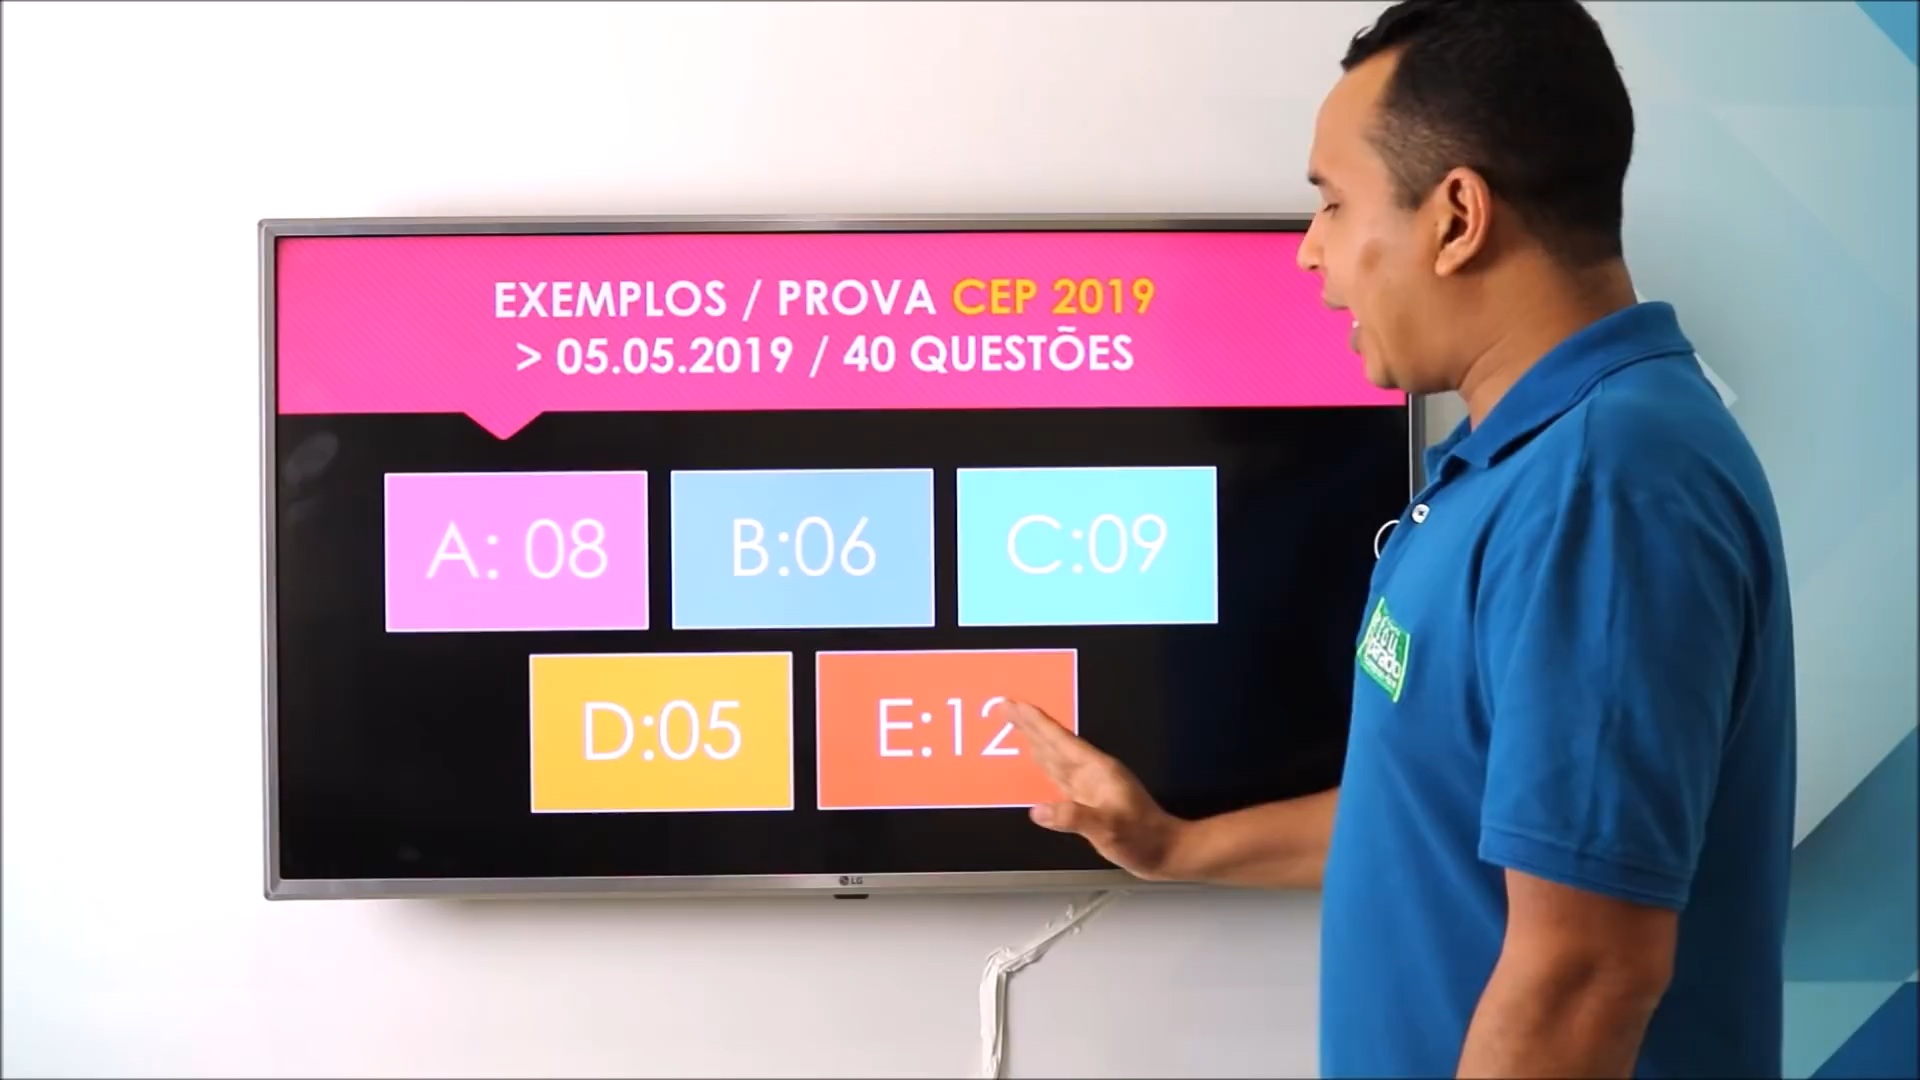 EXEMPLOS / PROVA CEP 2019
> 05.05.2019 / 40 QUESTÕES
A: 08
B:06
C:09
D:05
E:12
LG